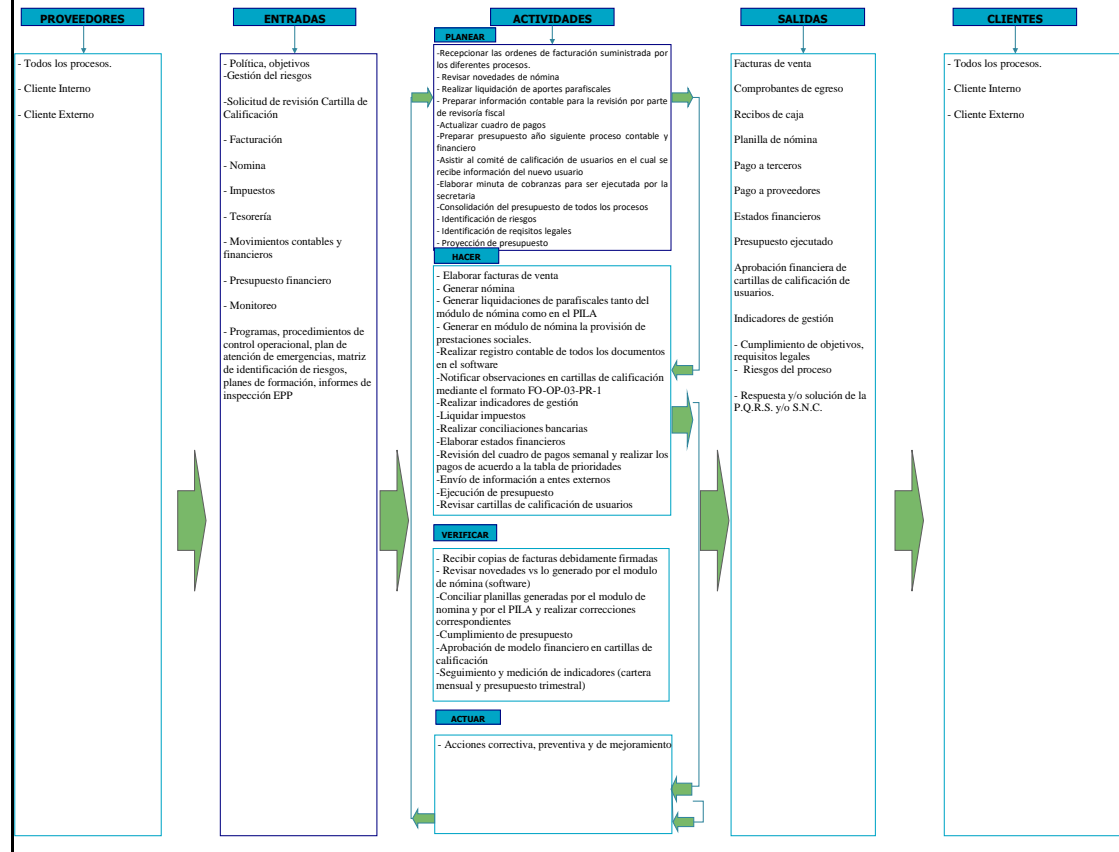 PROVEEDORES
- Todos los procesos.
- Cliente Interno
- Cliente Externo
ENTRADAS
- Política, objetivos
-Gestión del riesgos
-Solicitud de revisión Cartilla de
Calificación
- Facturación
- Nomina
- Impuestos
- Tesorería
- Movimientos contables y
financieros
- Presupuesto financiero
- Monitoreo
- Programas, procedimientos de
control operacional, plan de
atención de emergencias, matriz
de identificación de riesgos,
planes de formación, informes de
inspección EPP
ACTIVIDADES
PLANEAR
-Recepcionar las ordenes de facturación suministrada por
los diferentes procesos.
- Revisar novedades de nómina
- Realizar liquidación de aportes parafiscales
- Preparar información contable para la revisión por parte
de revisoría fiscal
-Actualizar cuadro de pagos
-Preparar presupuesto año siguiente proceso contable y
financiero
-Asistir al comité de calificación de usuarios en el cual se
recibe información del nuevo usuario
-Elaborar minuta de cobranzas para ser ejecutada por la
secretaria
-Consolidación del presupuesto de todos los procesos
- Identificación de riesgos
- Identificación de reqisitos legales
- Proyección de presupuesto
HACER
- Elaborar facturas de venta
- Generar nómina
- Generar liquidaciones de parafiscales tanto del
módulo de nómina como en el PILA
- Generar en módulo de nómina la provisión de
prestaciones sociales.
-Realizar registro contable de todos los documentos
en el software
-Notificar observaciones en cartillas de calificación
mediante el formato FO-OP-03-PR-1
-Realizar indicadores de gestión
-Liquidar impuestos
-Realizar conciliaciones bancarias
-Elaborar estados financieros
-Revisión del cuadro de pagos semanal y realizar los
pagos de acuerdo a la tabla de prioridades
-Envío de información a entes externos
-Ejecución de presupuesto
-Revisar cartillas de calificación de usuarios
VERIFICAR
- Recibir copias de facturas debidamente firmadas
- Revisar novedades vs lo generado por el modulo
de nómina (software)
-Conciliar planillas generadas por el modulo de
nomina y por el PILA y realizar correcciones
correspondientes
-Cumplimiento de presupuesto
-Aprobación de modelo financiero en cartillas de
calificación
-Seguimiento y medición de indicadores (cartera
mensual y presupuesto trimestral)
ACTUAR
- Acciones correctiva, preventiva y de mejoramiento
SALIDAS
Facturas de venta
Comprobantes de egreso
Recibos de caja
Planilla de nómina
Pago a terceros
Pago a proveedores
Estados financieros
Presupuesto ejecutado
Aprobación financiera de
cartillas de calificación de
usuarios.
Indicadores de gestión
- Cumplimiento de objetivos,
requisitos legales
- Riesgos del proceso
- Respuesta y/o solución de la
P.Q.R.S. y/o S.N.C.
CLIENTES
- Todos los procesos.
- Cliente Interno
- Cliente Externo